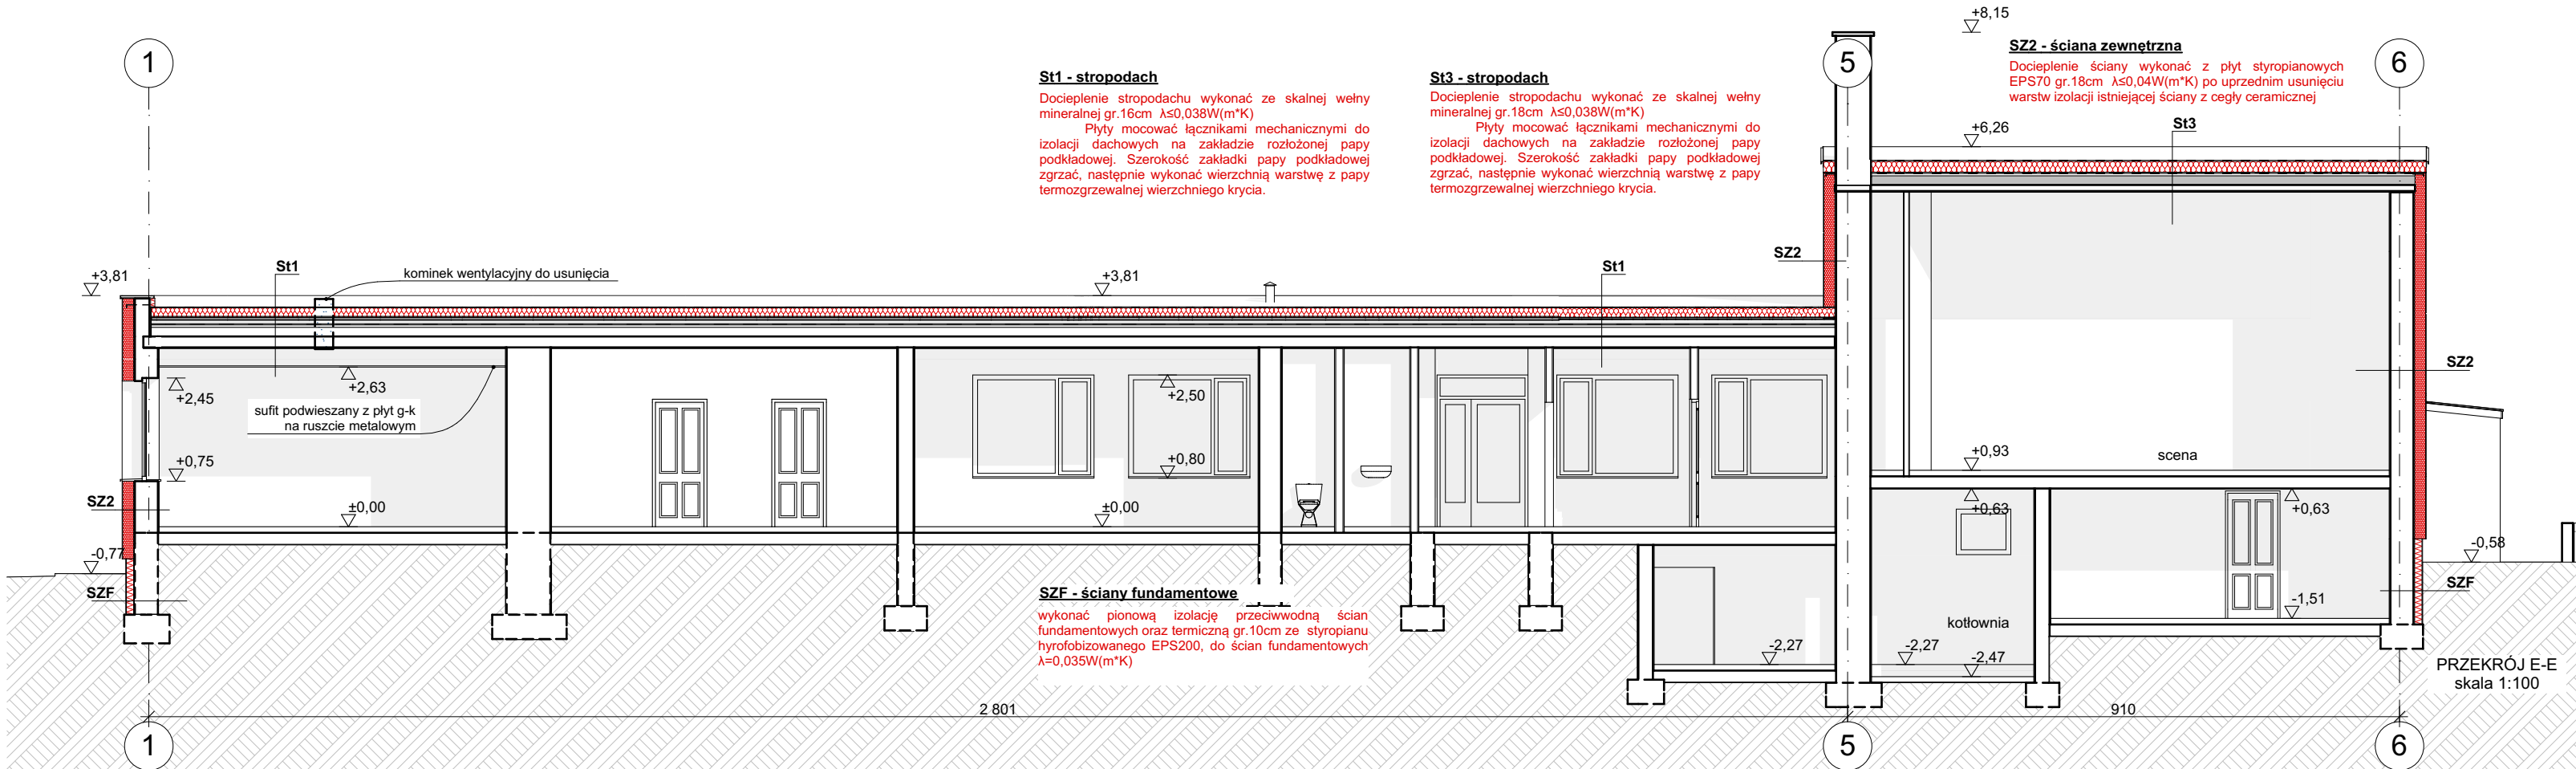 +8,15
1
5
6
St1 - stropodach
Docieplenie stropodachu wykonać ze skalnej wełny
mineralnej gr.16cm λ≤0,038W(m*K)
Płyty mocować łącznikami mechanicznymi do
izolacji dachowych na zakładzie rozłożonej papy
podkładowej. Szerokość zakładki papy podkładowej
zgrzać, następnie wykonać wierzchnią warstwę z papy
termozgrzewalnej wierzchniego krycia.
St3 - stropodach
Docieplenie stropodachu wykonać ze skalnej wełny
mineralnej gr.18cm λ≤0,038W(m*K)
Płyty mocować łącznikami mechanicznymi do
izolacji dachowych na zakładzie rozłożonej papy
podkładowej. Szerokość zakładki papy podkładowej
zgrzać, następnie wykonać wierzchnią warstwę z papy
termozgrzewalnej wierzchniego krycia.
SZ2 - ściana zewnętrzna
Docieplenie ściany wykonać z płyt styropianowych
EPS70 gr.18cm λ≤0,04W(m*K) po uprzednim usunięciu
warstw izolacji istniejącej ściany z cegły ceramicznej
+6,26
St3
SZ2
+3,81
St1
kominek wentylacyjny do usunięcia
+3,81
St1
+2,63
+2,45
sufit podwieszany z płyt g-k
na ruszcie metalowym
+2,50
SZ2
+0,75
+0,80
+0,93
scena
SZ2
±0,00
±0,00
+0,63
+0,63
-0,77
-0,58
SZF
SZF
SZF - ściany fundamentowe
wykonać pionową izolację przeciwwodną ścian
fundamentowych oraz termiczną gr.10cm ze styropianu
hyrofobizowanego EPS200, do ścian fundamentowych
λ=0,035W(m*K)
-1,51
kotłownia
-2,27
-2,27
-2,47
PRZEKRÓJ E-E
skala 1:100
2 801
910
1
5
6